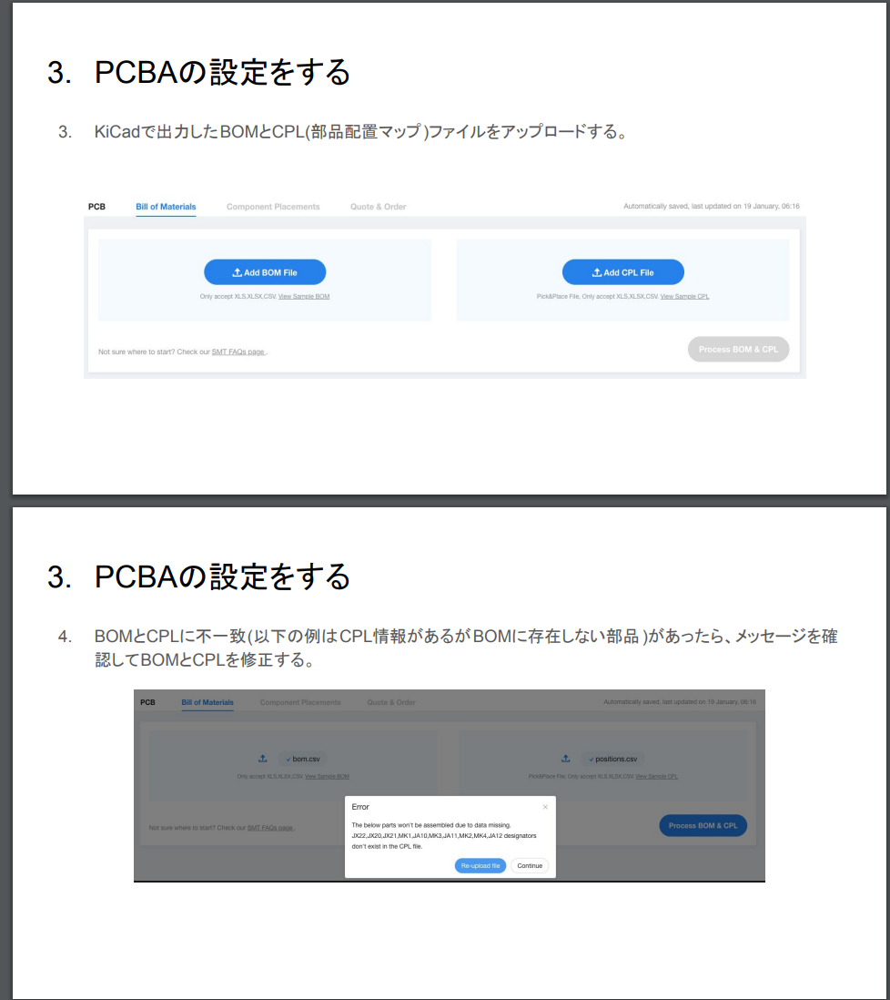 3. PCBAの設定をする
3. KiCadで出力したBOMとCPL(部品配置マップ)ファイルをアップロードする。
PCB Bill of Materials Component Placements Quote & Order Automatically saved, last updated on 19 January, 06:16
Add BOM File Add CPL File
Only accept XLS,XLSX,CSV. View Sample BOM Pick&Place File, Only accept XLS,XLSX,CSV. View Sample CPL
Not sure where to start? Check our SMT FAQs page . Process BOM & CPL
3. PCBAの設定をする
4. BOMとCPLに不一致(以下の例はCPL情報があるがBOMに存在しない部品)があったら、メッセージを確
認してBOMとCPLを修正する。
PCB Bill of Materials Component Placements Quote & Order Automatically saved, last updated on 19 January, 06:16
bom.csv positions.csv
Only accept XLS,XLSX,CSV. View Sample BOM Pick&Place File, Only accept XLS,XLSX,CSV. View Sample CPL
Error
Not sure where to start? Check our SMT FAQs page . Process BOM & CPL
The below parts won't be assembled due to data missing.
JX22,JX20,JX21,MK1,JA10,MK3,JA11,MK2,MK4,JA12 designators
don't exist in the CPL file.
Re-upload file Continue